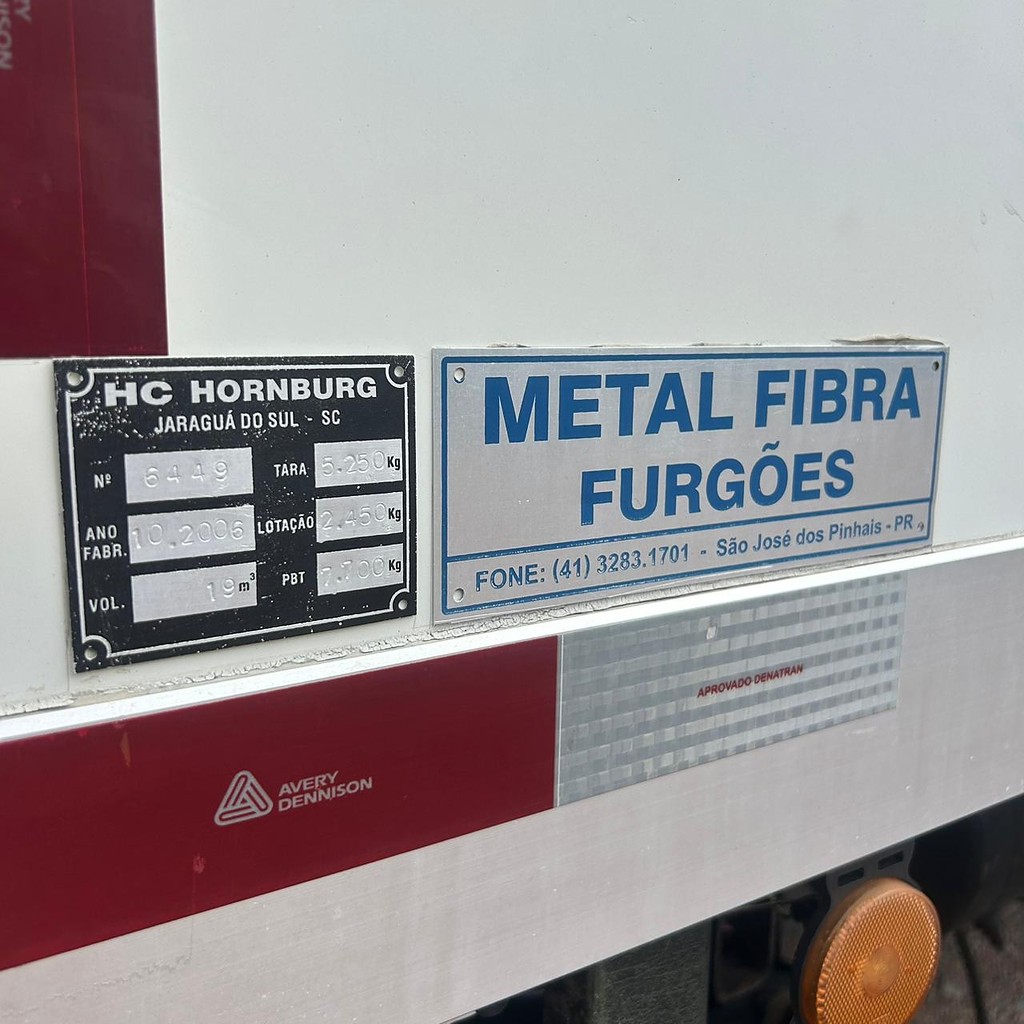 HC HORNBURG
JARAGUÁ DO SUL - SC
Nº 6449
TARA 5.250 Kg
ANO FABR. 10.2006
LOTAÇÃO 2.450 Kg
VOL. 19 m³
PBT 7.700 Kg
METAL FIBRA
FURGÕES
FONE: (41) 3283.1701 - São José dos Pinhais - PR
APROVADO DENATRAN
AVERY
DENNISON